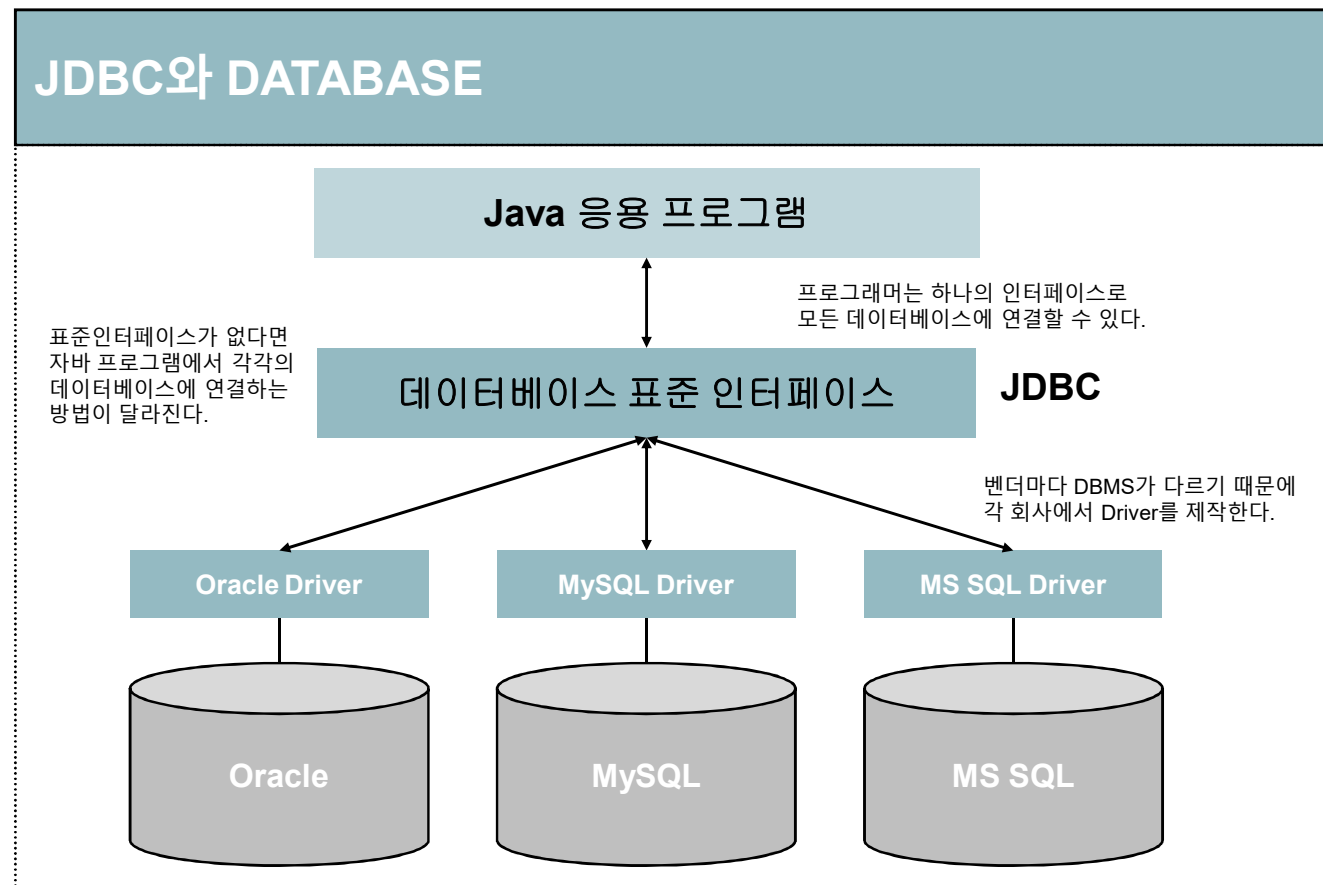 JDBC와 DATABASE
Java 응용 프로그램
프로그래머는 하나의 인터페이스로
모든 데이터베이스에 연결할 수 있다.
표준인터페이스가 없다면
자바 프로그램에서 각각의
데이터베이스에 연결하는
방법이 달라진다.
데이터베이스 표준 인터페이스
JDBC
벤더마다 DBMS가 다르기 때문에
각 회사에서 Driver를 제작한다.
Oracle Driver
MySQL Driver
MS SQL Driver
Oracle
MySQL
MS SQL